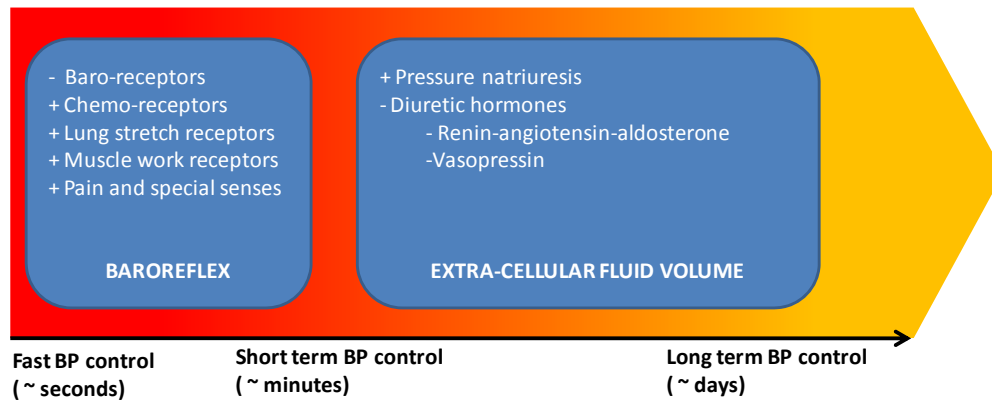 - Baro-receptors
+ Chemo-receptors
+ Lung stretch receptors
+ Muscle work receptors
+ Pain and special senses
BAROREFLEX
+ Pressure natriuresis
- Diuretic hormones
- Renin-angiotensin-aldosterone
-Vasopressin
EXTRA-CELLULAR FLUID VOLUME
Fast BP control
( ~ seconds)
Short term BP control
( ~ minutes)
Long term BP control
( ~ days)